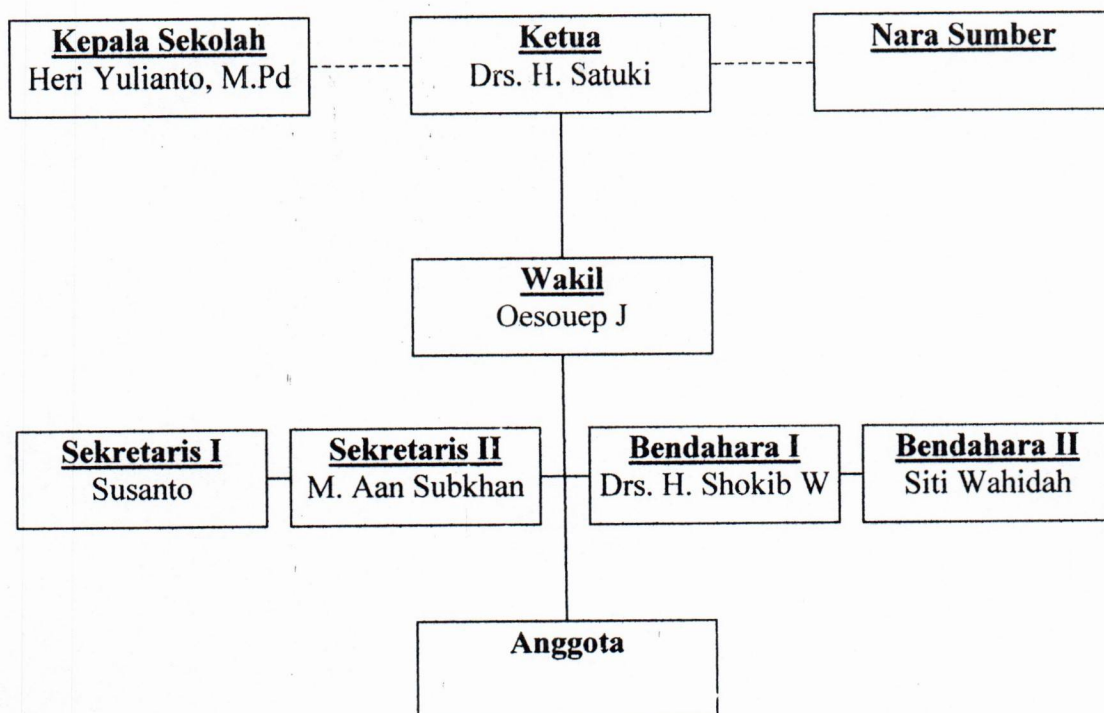 Kepala Sekolah
Heri Yulianto, M.Pd
Ketua
Drs. H. Satuki
Nara Sumber
Wakil
Oesouep J
Sekretaris I
Susanto
Sekretaris II
M. Aan Subkhan
Bendahara I
Drs. H. Shokib W
Bendahara II
Siti Wahidah
Anggota